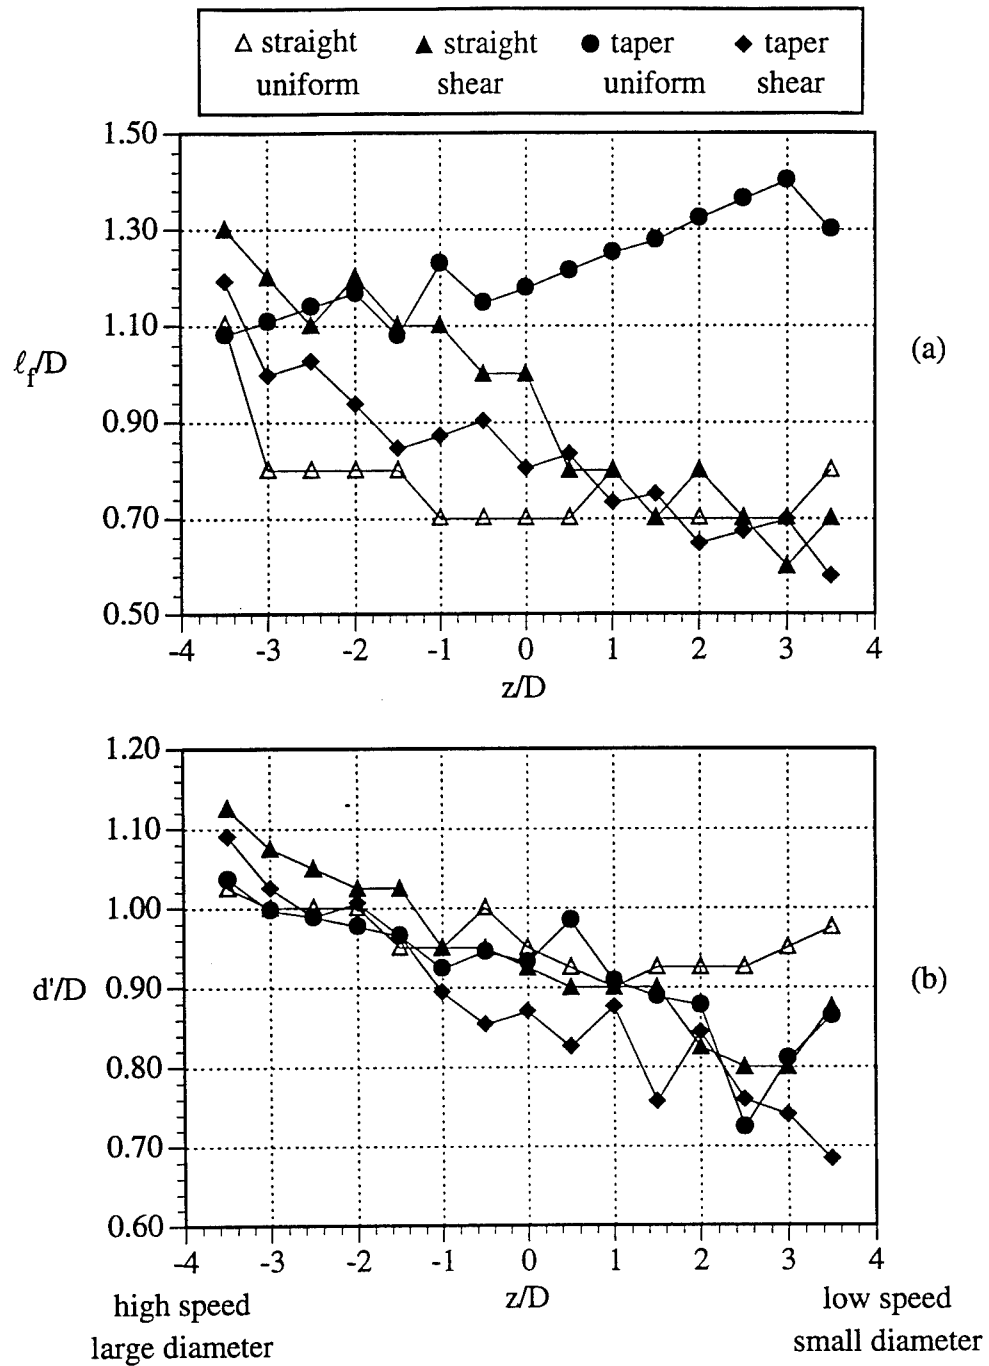 △ straight ▲ straight ● taper ◆ taper
uniform shear uniform shear
1.50
1.30
1.10
0.90
0.70
0.50
ℓf/D
(a)
-4 -3 -2 -1 0 1 2 3 4
z/D
1.20
1.10
1.00
0.90
0.80
0.70
0.60
d'/D
(b)
-4 -3 -2 -1 0 1 2 3 4
z/D
high speed low speed
large diameter small diameter